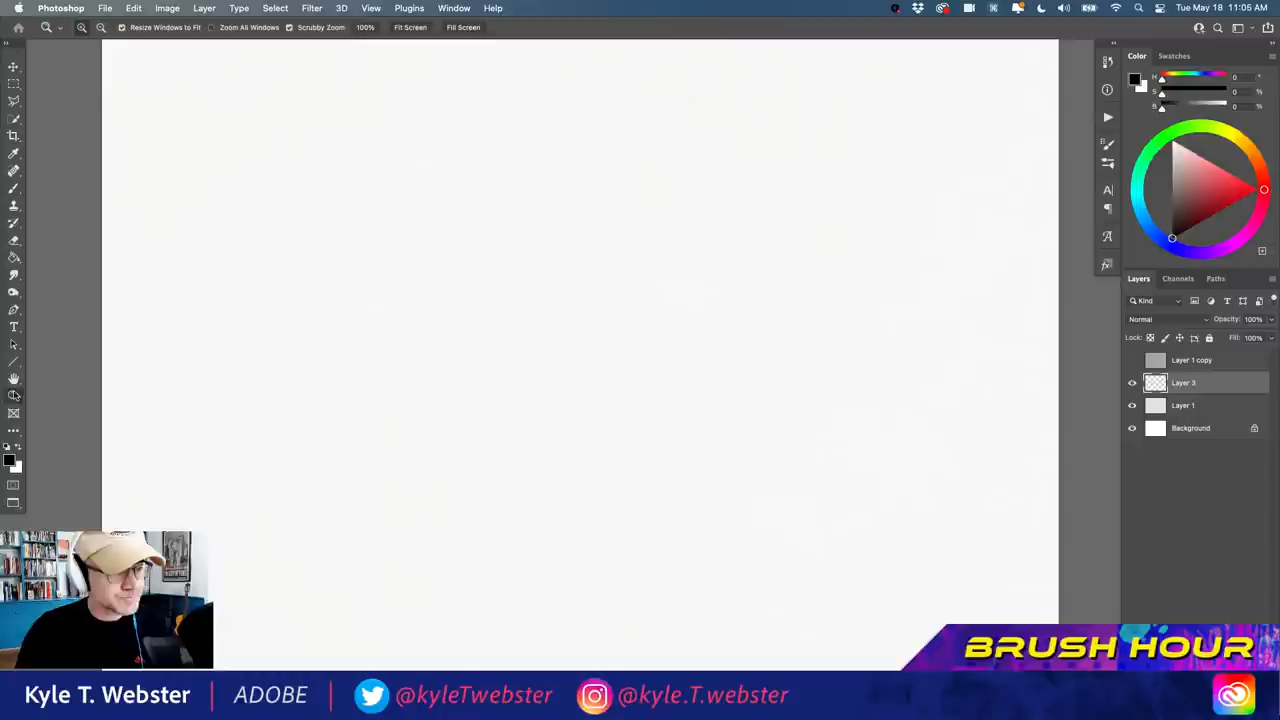 Photoshop File Edit Image Layer Type Select Filter 3D View Plugins Window Help Tue May 18 11:05 AM
Resize Windows to Fit Zoom All Windows Scrubby Zoom 100% Fit Screen Fill Screen
Color Swatches
H 0 °
S 0 %
B 0 %
Layers Channels Paths
Kind
Normal Opacity: 100%
Lock: Fill: 100%
Layer 1 copy
Layer 3
Layer 1
Background
BRUSH HOUR
Kyle T. Webster | ADOBE | @kyleTwebster @kyle.T.webster